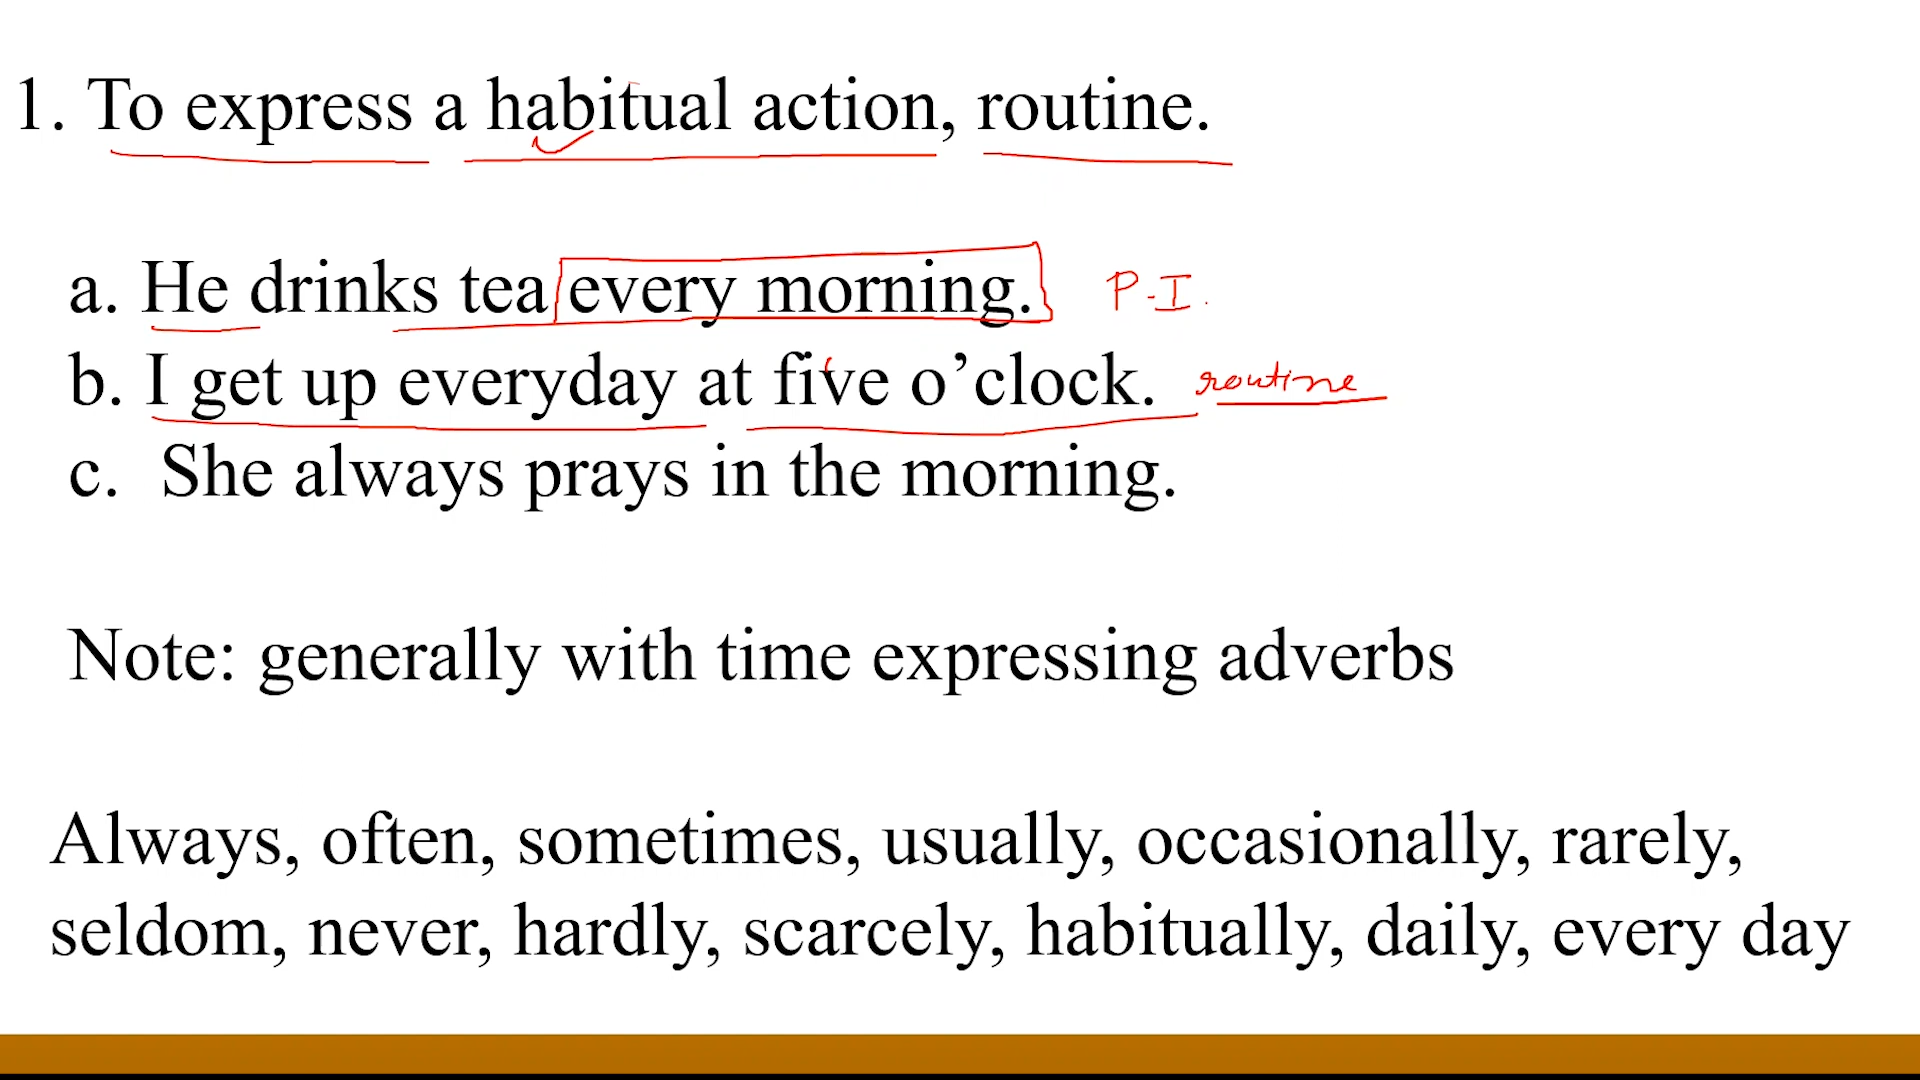 1. To express a habitual action, routine.
a. He drinks tea every morning. P-I.
b. I get up everyday at five o’clock. routine
c. She always prays in the morning.
Note: generally with time expressing adverbs
Always, often, sometimes, usually, occasionally, rarely,
seldom, never, hardly, scarcely, habitually, daily, every day